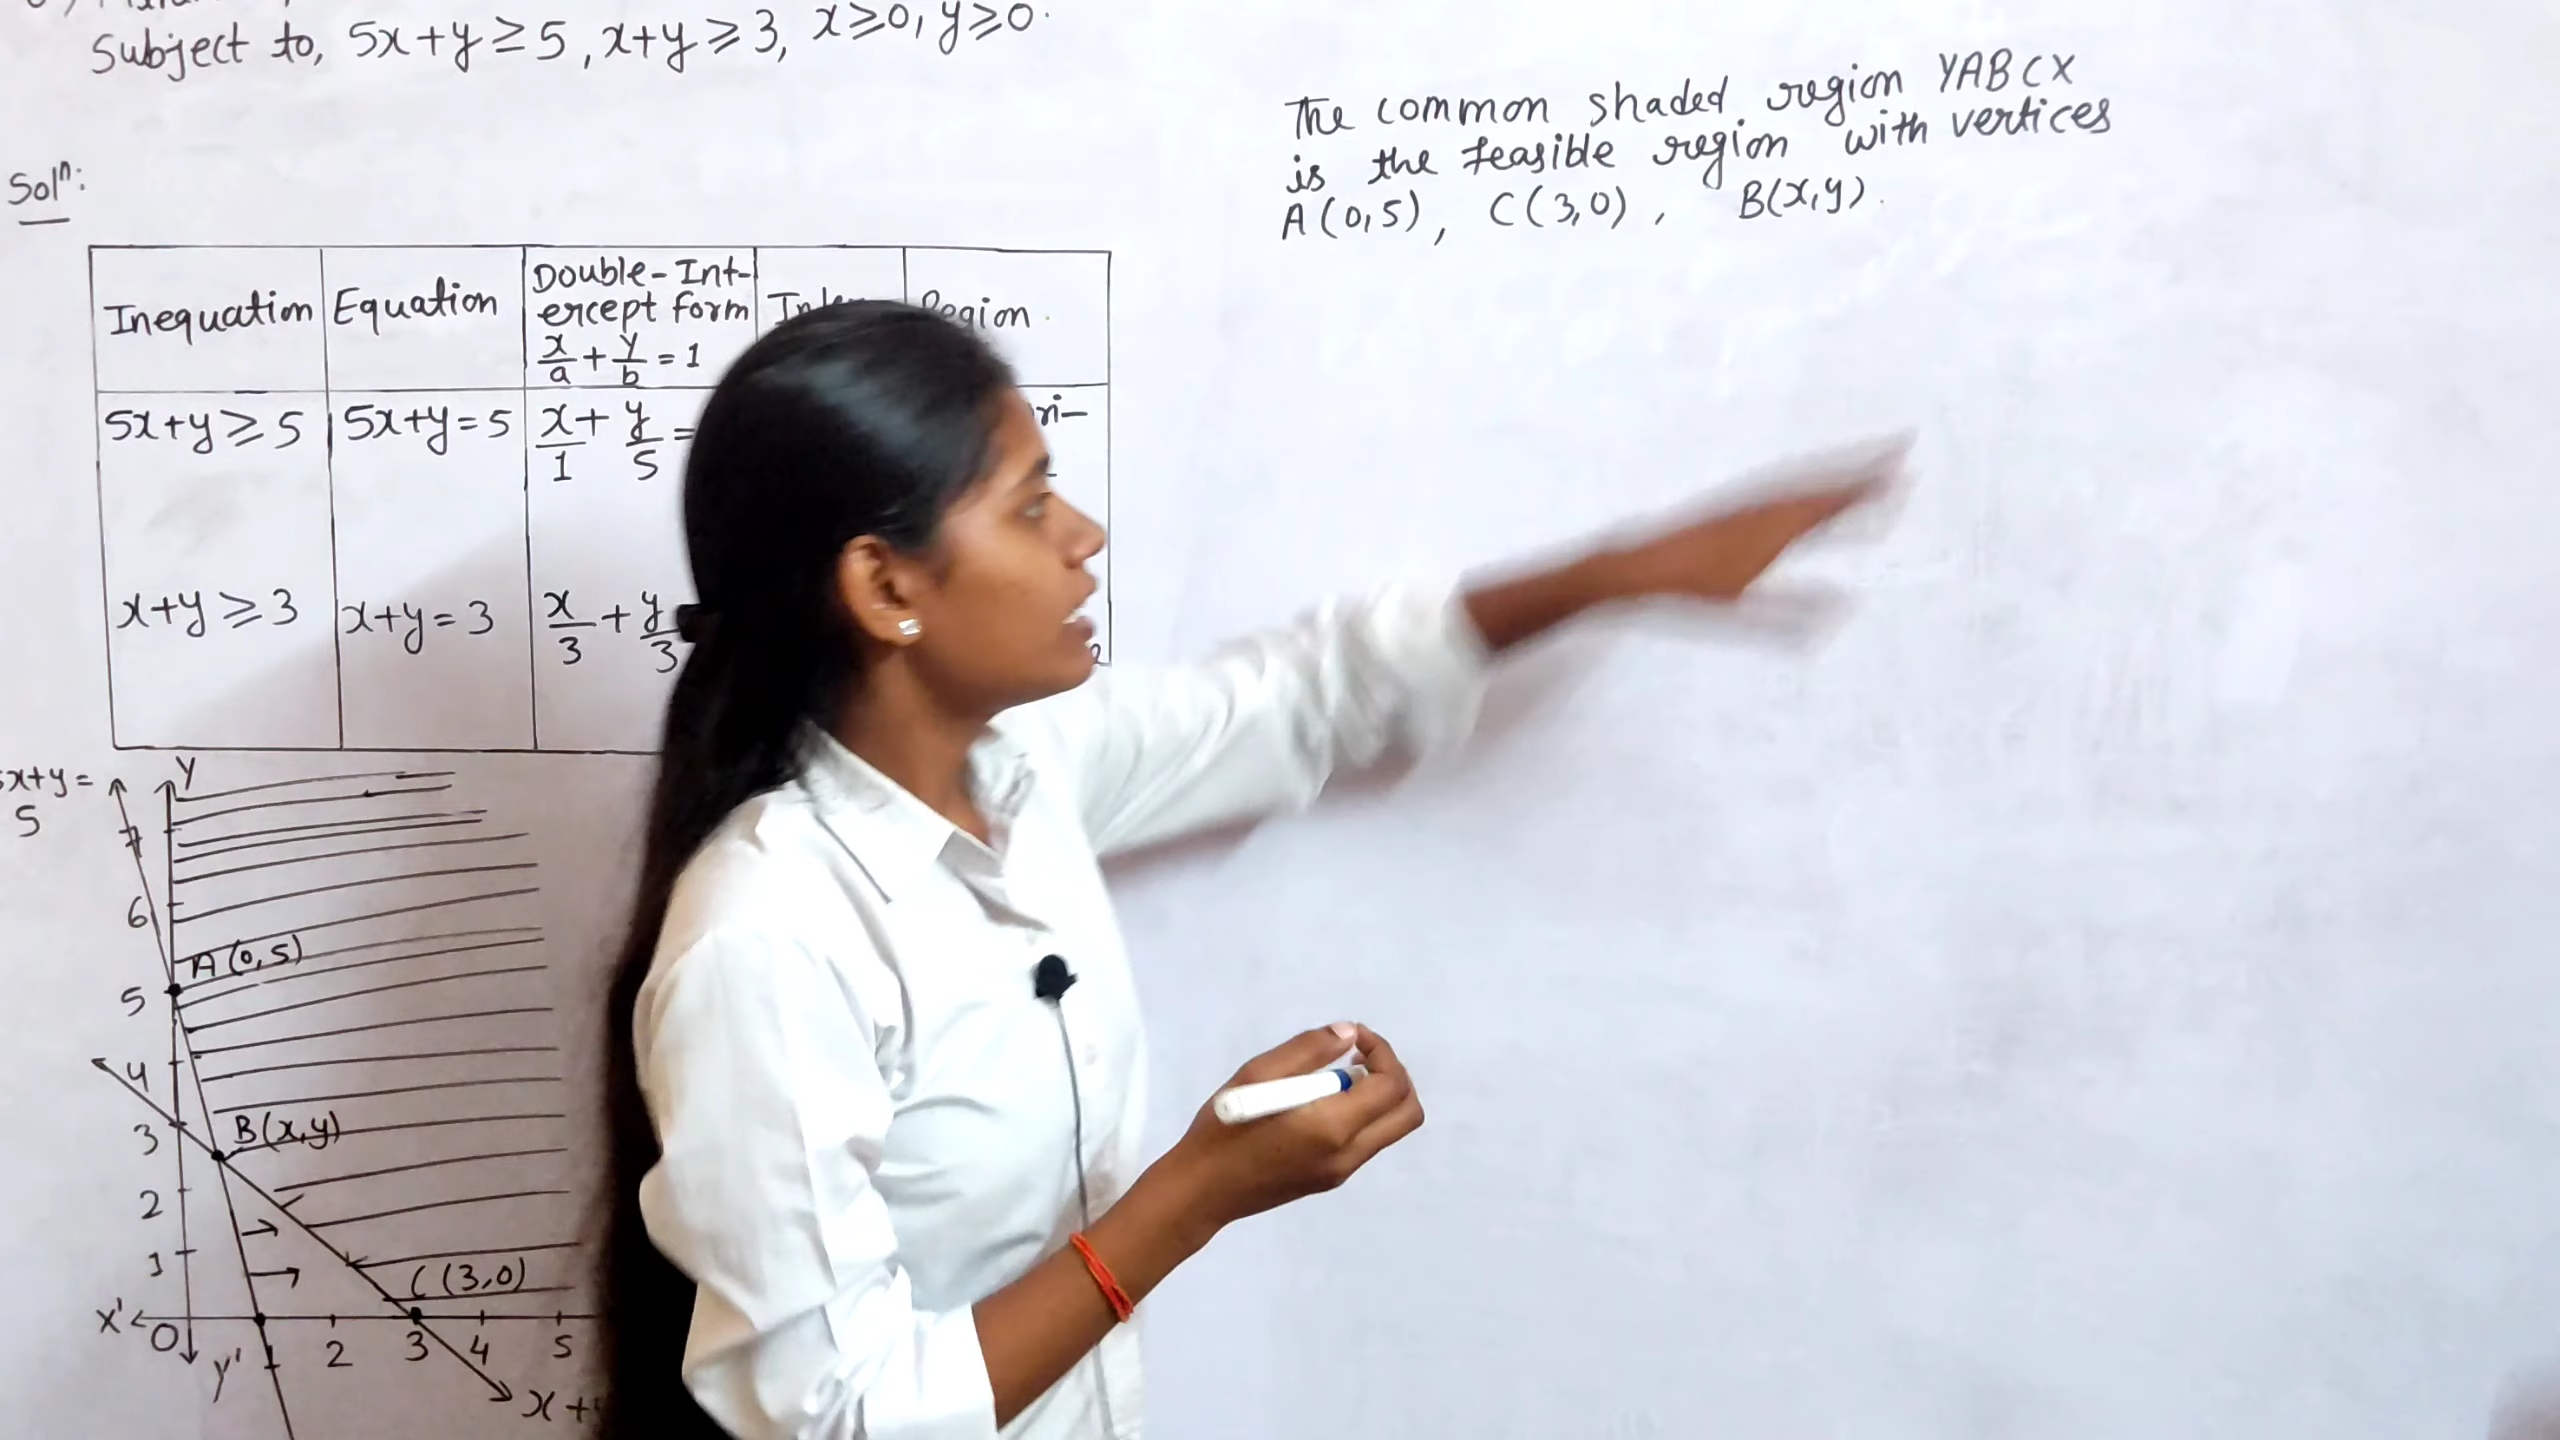 Subject to, 5x+y ≥ 5, x+y ≥ 3, x ≥ 0, y ≥ 0.
Solⁿ:
The common shaded region YABCX
is the feasible region with vertices
A(0,5), C(3,0), B(x,y).
Inequation Equation Double-Int-
ercept form
x/a + y/b = 1
Region
5x+y ≥ 5 5x+y = 5 x/1 + y/5 =
x+y ≥ 3 x+y = 3 x/3 + y/3
x+y =
5
Y
7
6
A(0,5)
5
4
3
B(x,y)
2
1
C(3,0)
X' O 2 3 4 5
Y' 1
x+